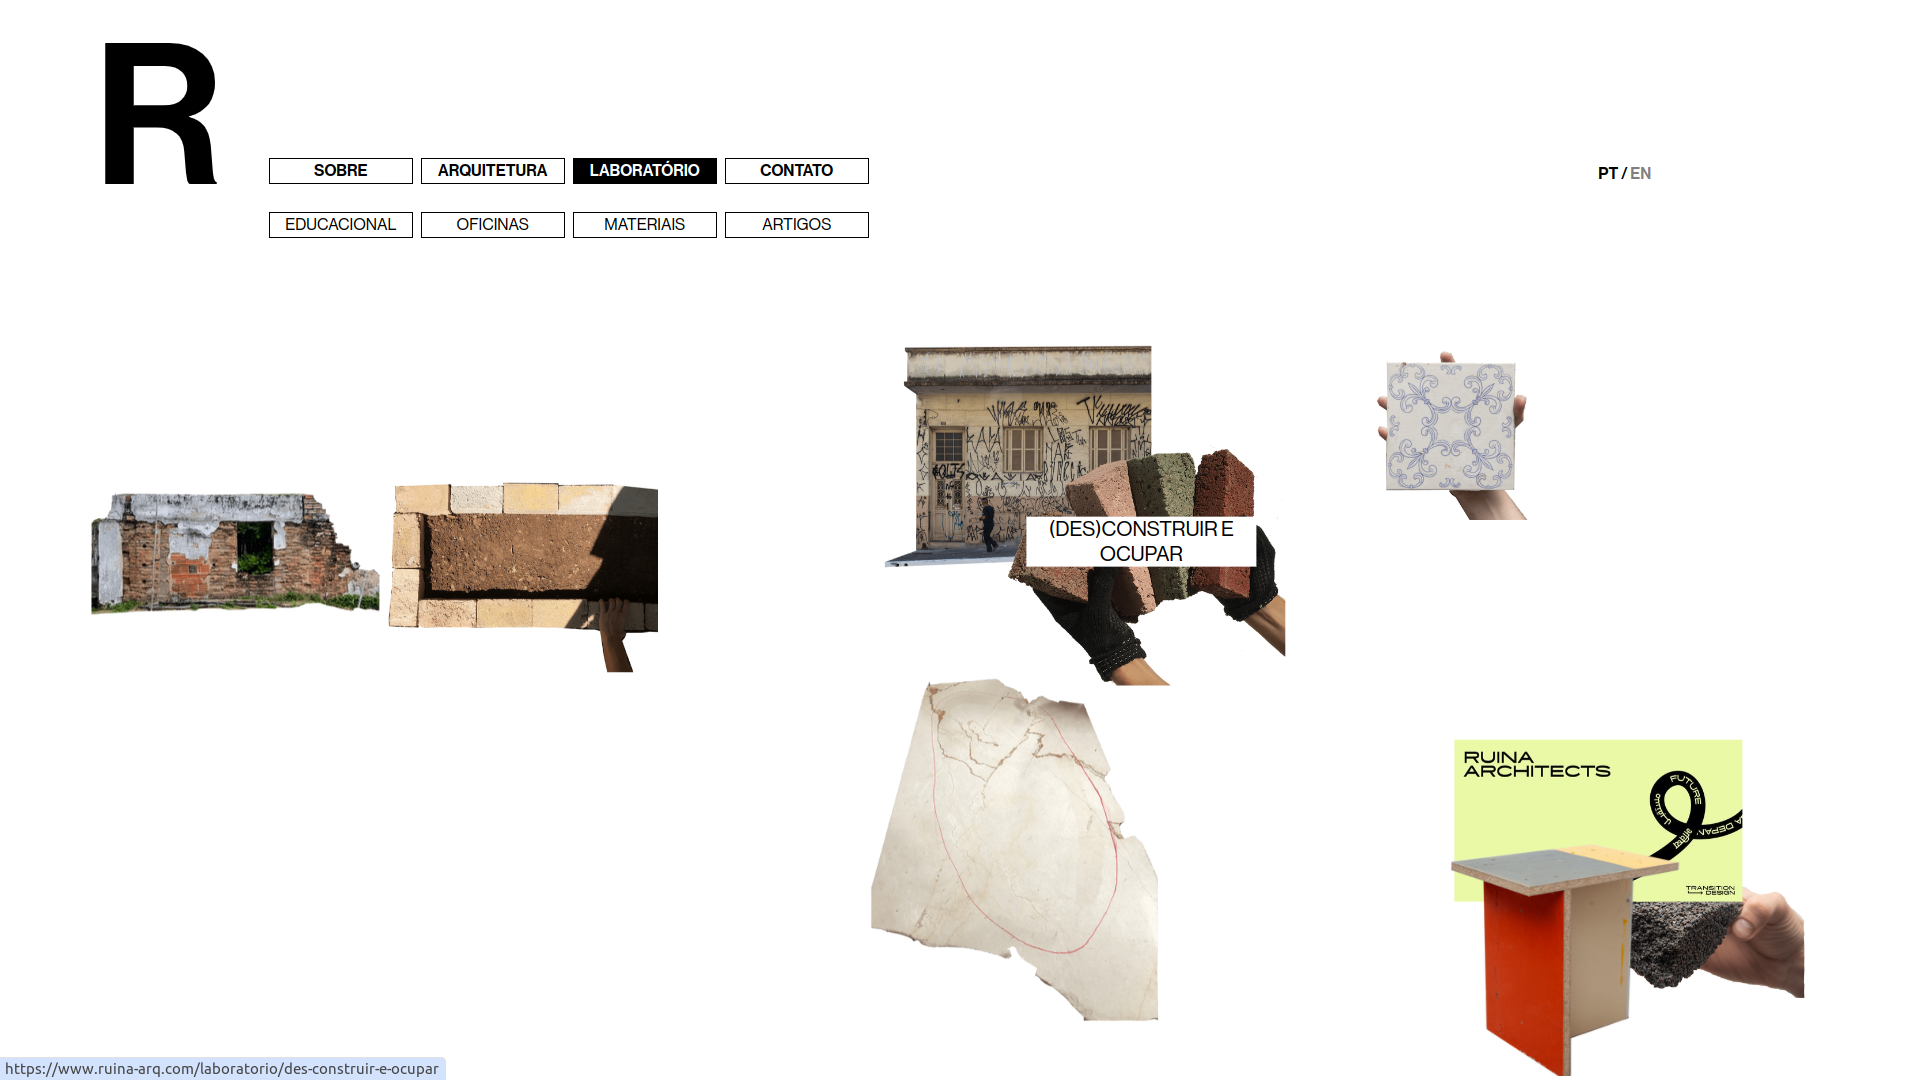 R
SOBRE
ARQUITETURA
LABORATÓRIO
CONTATO
PT / EN
EDUCACIONAL
OFICINAS
MATERIAIS
ARTIGOS
(DES)CONSTRUIR E
OCUPAR
RUINA
ARCHITECTS
FUTURE
TRANSITION
DESIGN
https://www.ruina-arq.com/laboratorio/des-construir-e-ocupar